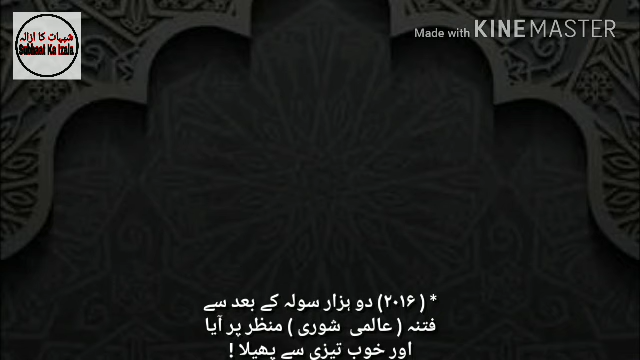 شبہات کا ازالہ
Subhaat Ka Izala
Made with KINEMASTER
* ( ۲۰۱۶) دو ہزار سولہ کے بعد سے
فتنہ ( عالمی شوری ) منظر پر آیا
اور خوب تیزی سے پھیلا !